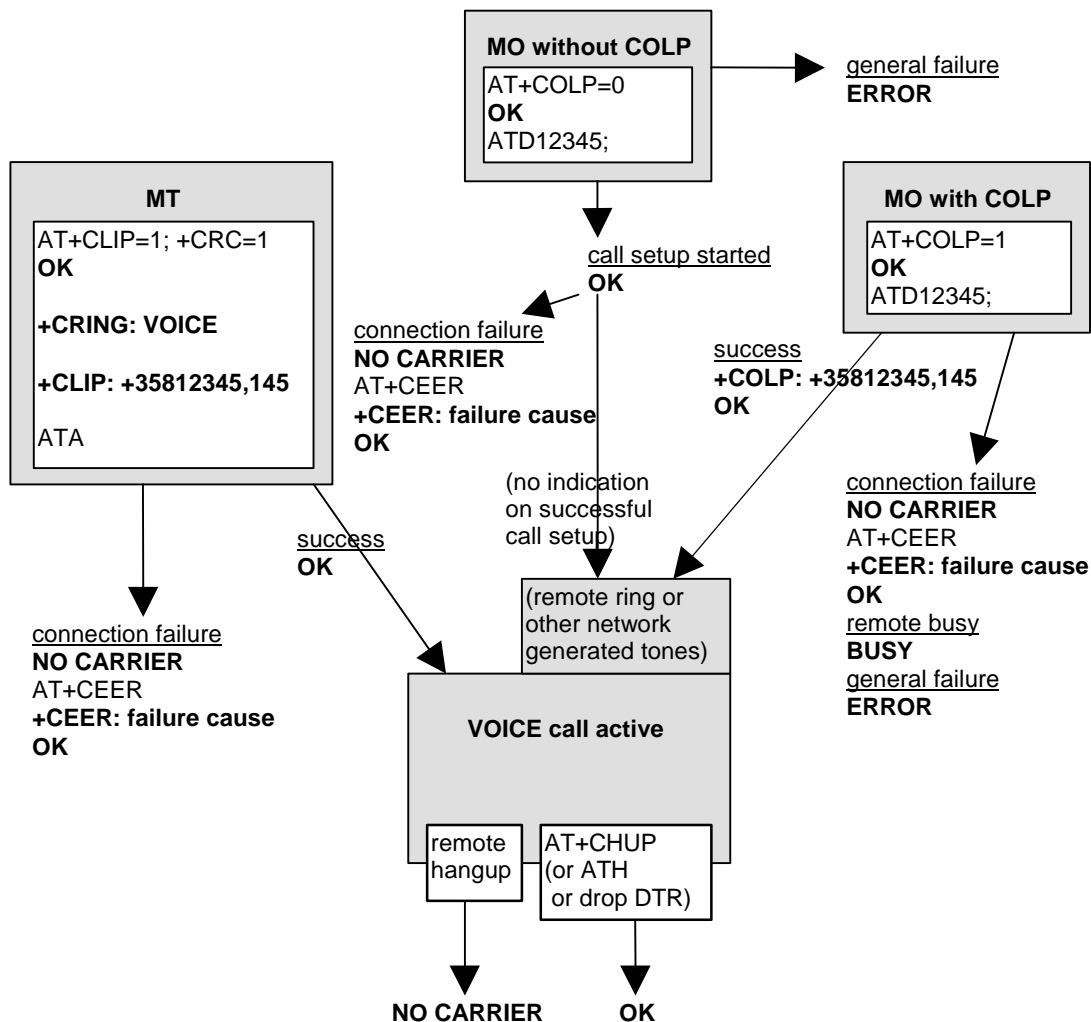 MO without COLP
AT+COLP=0
OK
ATD12345;
general failure
ERROR
MT
AT+CLIP=1; +CRC=1
OK
+CRING: VOICE
+CLIP: +35812345,145
ATA
MO with COLP
AT+COLP=1
OK
ATD12345;
call setup started
OK
connection failure
NO CARRIER
AT+CEER
+CEER: failure cause
OK
success
+COLP: +35812345,145
OK
(no indication
on successful
call setup)
success
OK
connection failure
NO CARRIER
AT+CEER
+CEER: failure cause
OK
remote busy
BUSY
general failure
ERROR
connection failure
NO CARRIER
AT+CEER
+CEER: failure cause
OK
(remote ring or
other network
generated tones)
VOICE call active
remote
hangup
AT+CHUP
(or ATH
or drop DTR)
NO CARRIER
OK